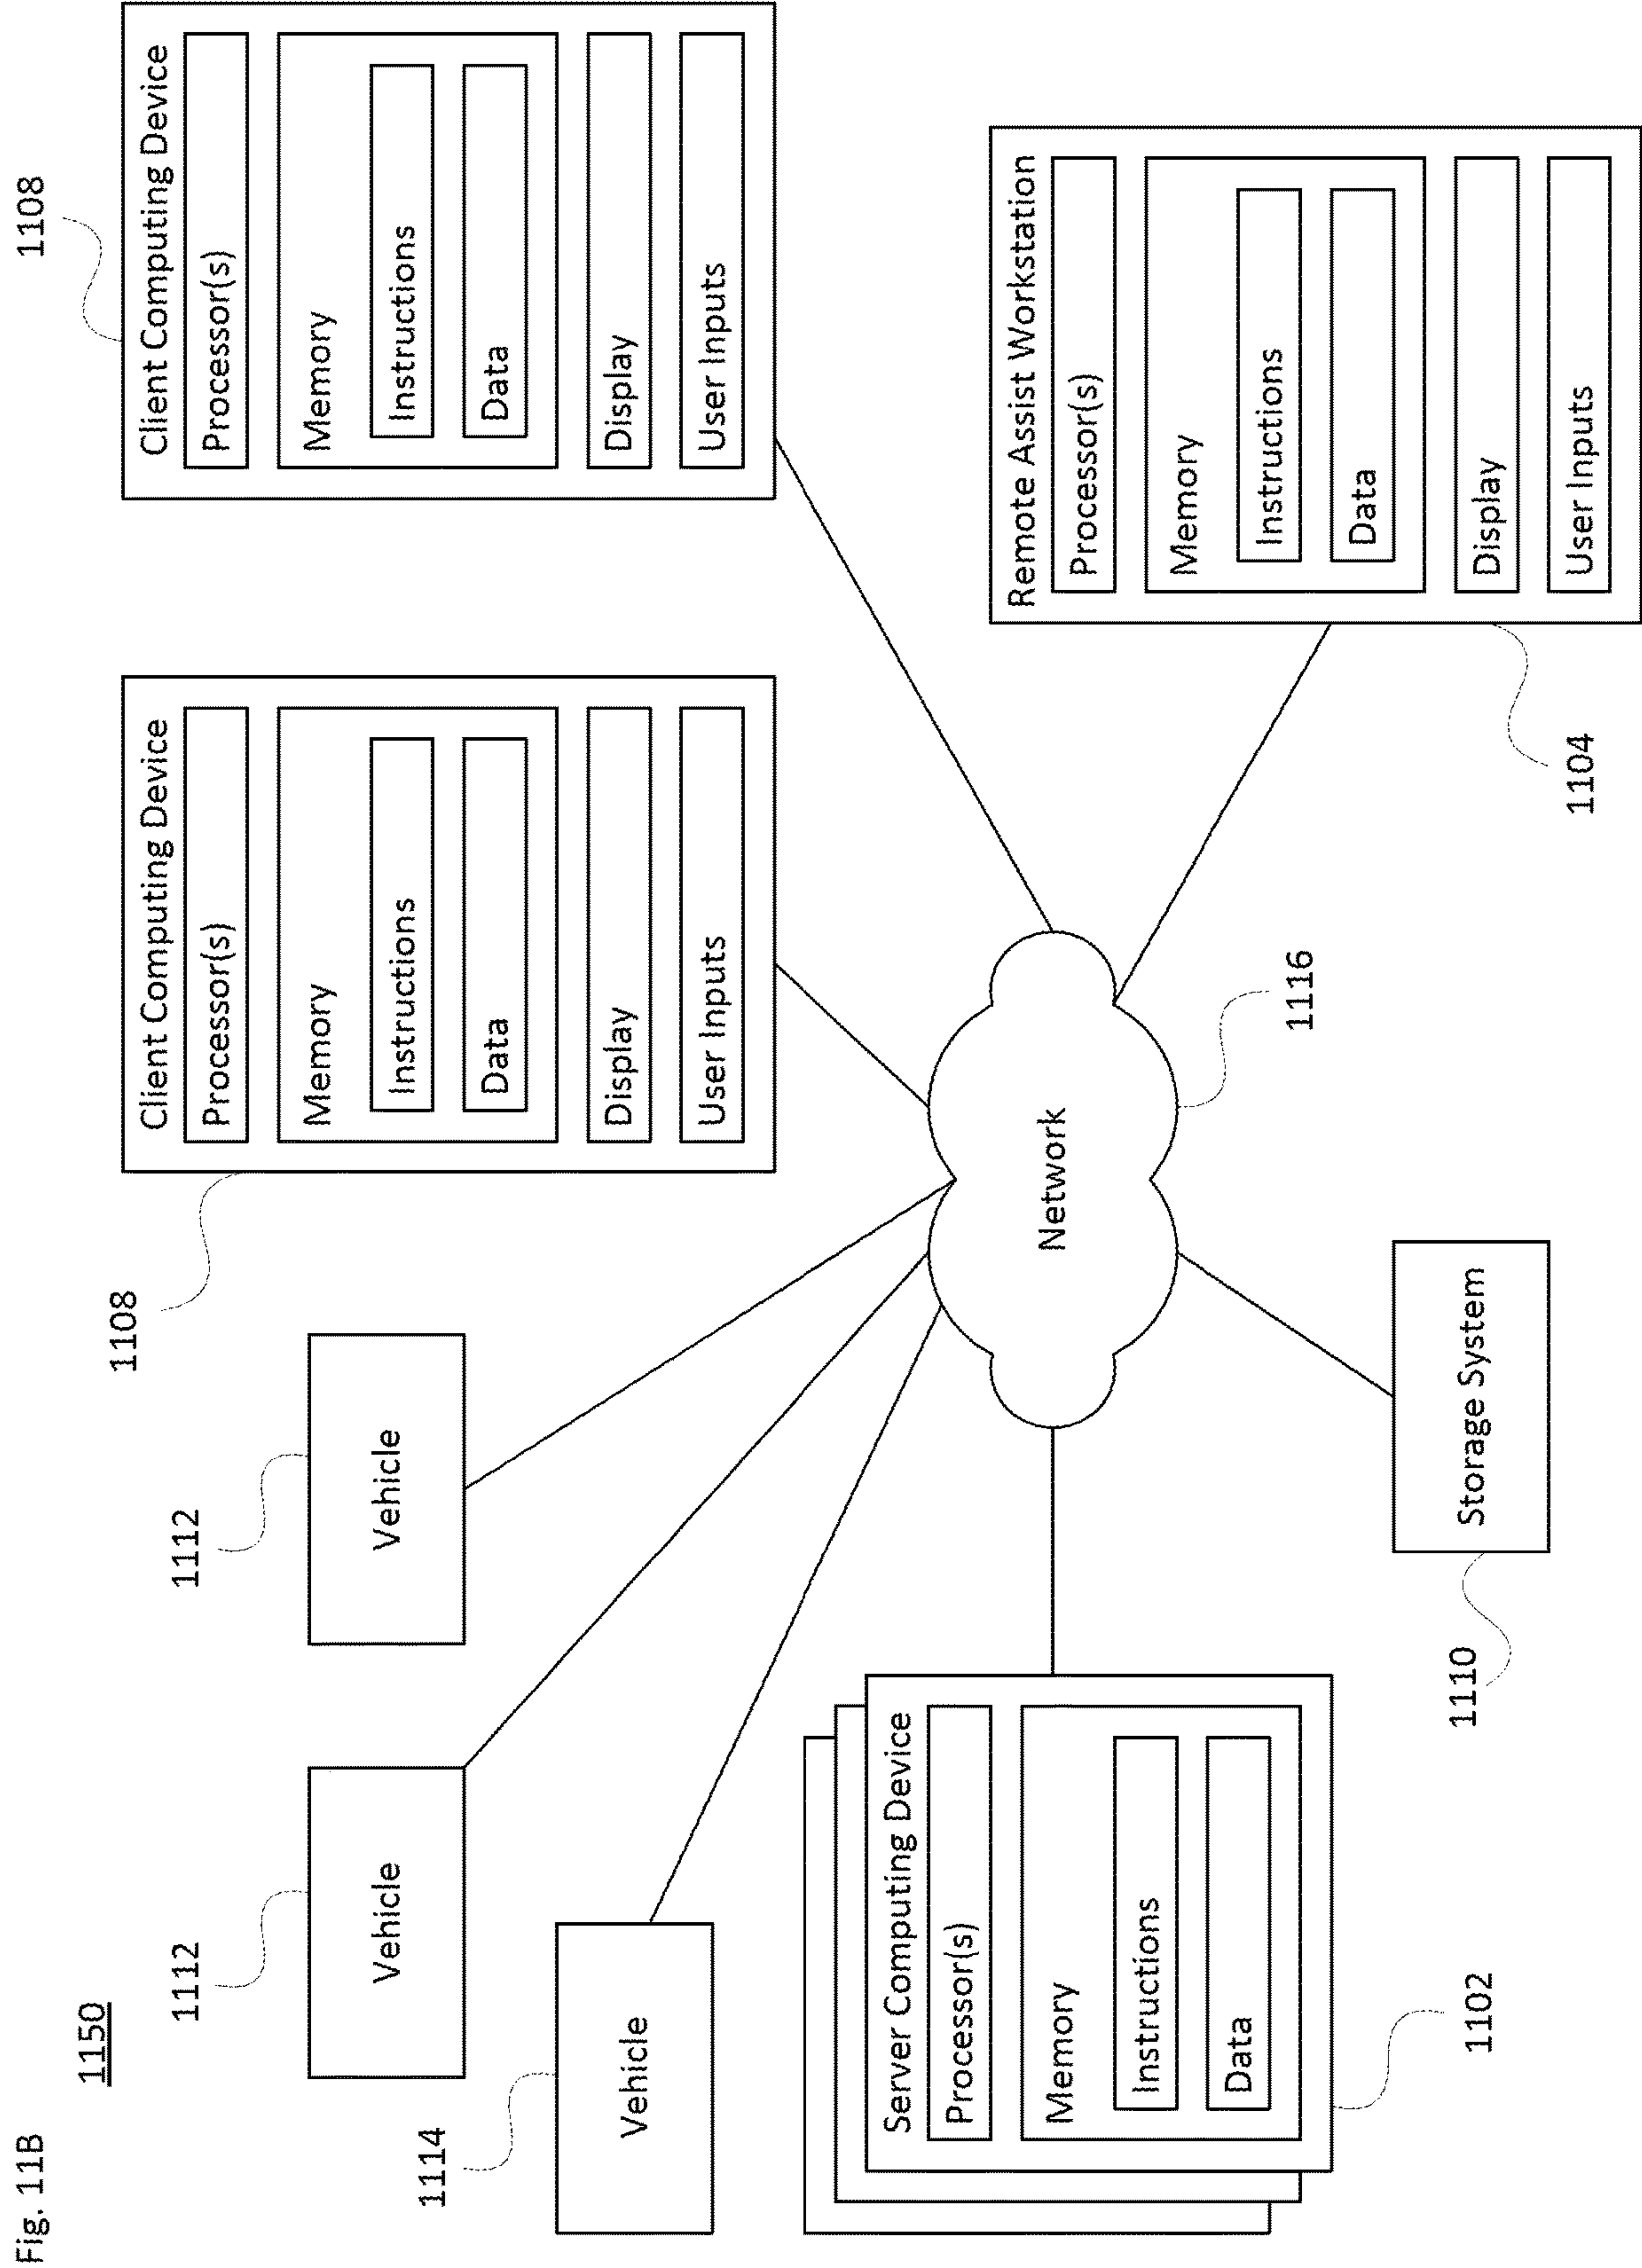 Fig. 11B
1150
1112
Vehicle
1112
Vehicle
1114
Vehicle
1108
Client Computing Device
Processor(s)
Memory
Instructions
Data
Display
User Inputs
1108
Client Computing Device
Processor(s)
Memory
Instructions
Data
Display
User Inputs
Server Computing Device
Processor(s)
Memory
Instructions
Data
1102
Network
1116
Storage System
1110
Remote Assist Workstation
Processor(s)
Memory
Instructions
Data
Display
User Inputs
1104